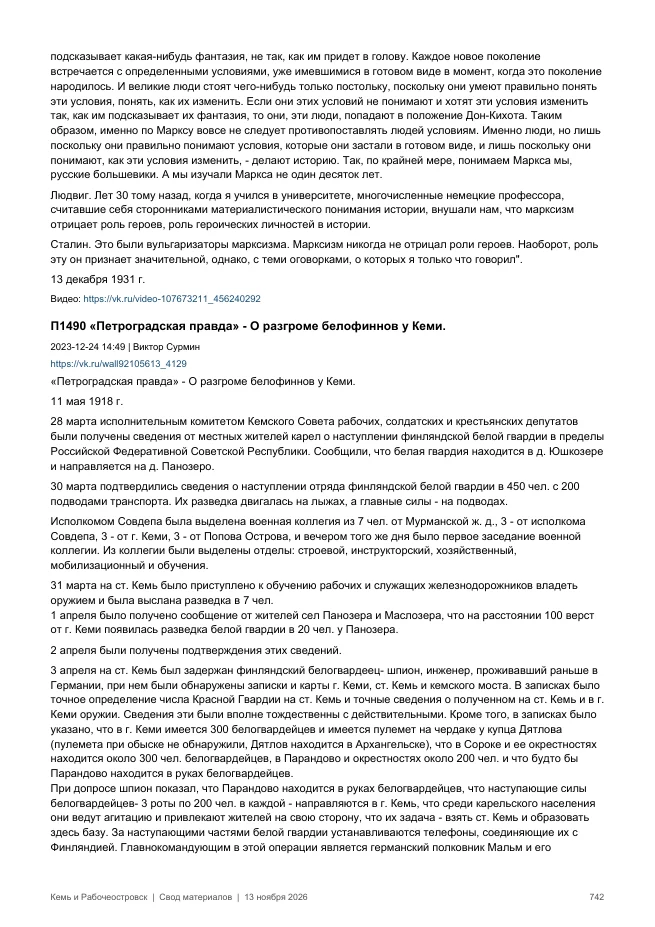 подсказывает какая-нибудь фантазия, не так, как им придет в голову. Каждое новое поколение
встречается с определенными условиями, уже имевшимися в готовом виде в момент, когда это поколение
народилось. И великие люди стоят чего-нибудь только постольку, поскольку они умеют правильно понять
эти условия, понять, как их изменить. Если они этих условий не понимают и хотят эти условия изменить
так, как им подсказывает их фантазия, то они, эти люди, попадают в положение Дон-Кихота. Таким
образом, именно по Марксу вовсе не следует противопоставлять людей условиям. Именно люди, но лишь
поскольку они правильно понимают условия, которые они застали в готовом виде, и лишь поскольку они
понимают, как эти условия изменить, - делают историю. Так, по крайней мере, понимаем Маркса мы,
русские большевики. А мы изучали Маркса не один десяток лет.
Людвиг. Лет 30 тому назад, когда я учился в университете, многочисленные немецкие профессора,
считавшие себя сторонниками материалистического понимания истории, внушали нам, что марксизм
отрицает роль героев, роль героических личностей в истории.
Сталин. Это были вульгаризаторы марксизма. Марксизм никогда не отрицал роли героев. Наоборот, роль
эту он признает значительной, однако, с теми оговорками, о которых я только что говорил".
13 декабря 1931 г.
Видео: https://vk.ru/video-107673211_456240292
П1490 «Петроградская правда» - О разгроме белофиннов у Кеми.
2023-12-24 14:49 | Виктор Сурмин
https://vk.ru/wall92105613_4129
«Петроградская правда» - О разгроме белофиннов у Кеми.
11 мая 1918 г.
28 марта исполнительным комитетом Кемского Совета рабочих, солдатских и крестьянских депутатов
были получены сведения от местных жителей карел о наступлении финляндской белой гвардии в пределы
Российской Федеративной Советской Республики. Сообщили, что белая гвардия находится в д. Юшкозере
и направляется на д. Панозеро.
30 марта подтвердились сведения о наступлении отряда финляндской белой гвардии в 450 чел. с 200
подводами транспорта. Их разведка двигалась на лыжах, а главные силы - на подводах.
Исполкомом Совдепа была выделена военная коллегия из 7 чел. от Мурманской ж. д., 3 - от исполкома
Совдепа, 3 - от г. Кеми, 3 - от Попова Острова, и вечером того же дня было первое заседание военной
коллегии. Из коллегии были выделены отделы: строевой, инструкторский, хозяйственный,
мобилизационный и обучения.
31 марта на ст. Кемь было приступлено к обучению рабочих и служащих железнодорожников владеть
оружием и была выслана разведка в 7 чел.
1 апреля было получено сообщение от жителей сел Панозера и Маслозера, что на расстоянии 100 верст
от г. Кеми появилась разведка белой гвардии в 20 чел. у Панозера.
2 апреля были получены подтверждения этих сведений.
3 апреля на ст. Кемь был задержан финляндский белогвардеец- шпион, инженер, проживавший раньше в
Германии, при нем были обнаружены записки и карты г. Кеми, ст. Кемь и кемского моста. В записках было
точное определение числа Красной Гвардии на ст. Кемь и точные сведения о полученном на ст. Кемь и в г.
Кеми оружии. Сведения эти были вполне тождественны с действительными. Кроме того, в записках было
указано, что в г. Кеми имеется 300 белогвардейцев и имеется пулемет на чердаке у купца Дятлова
(пулемета при обыске не обнаружили, Дятлов находится в Архангельске), что в Сороке и ее окрестностях
находится около 300 чел. белогвардейцев, в Парандово и окрестностях около 200 чел. и что будто бы
Парандово находится в руках белогвардейцев.
При допросе шпион показал, что Парандово находится в руках белогвардейцев, что наступающие силы
белогвардейцев- 3 роты по 200 чел. в каждой - направляются в г. Кемь, что среди карельского населения
они ведут агитацию и привлекают жителей на свою сторону, что их задача - взять ст. Кемь и образовать
здесь базу. За наступающими частями белой гвардии устанавливаются телефоны, соединяющие их с
Финляндией. Главнокомандующим в этой операции является германский полковник Мальм и его
Кемь и Рабочеостровск | Свод материалов | 13 ноября 2026
742